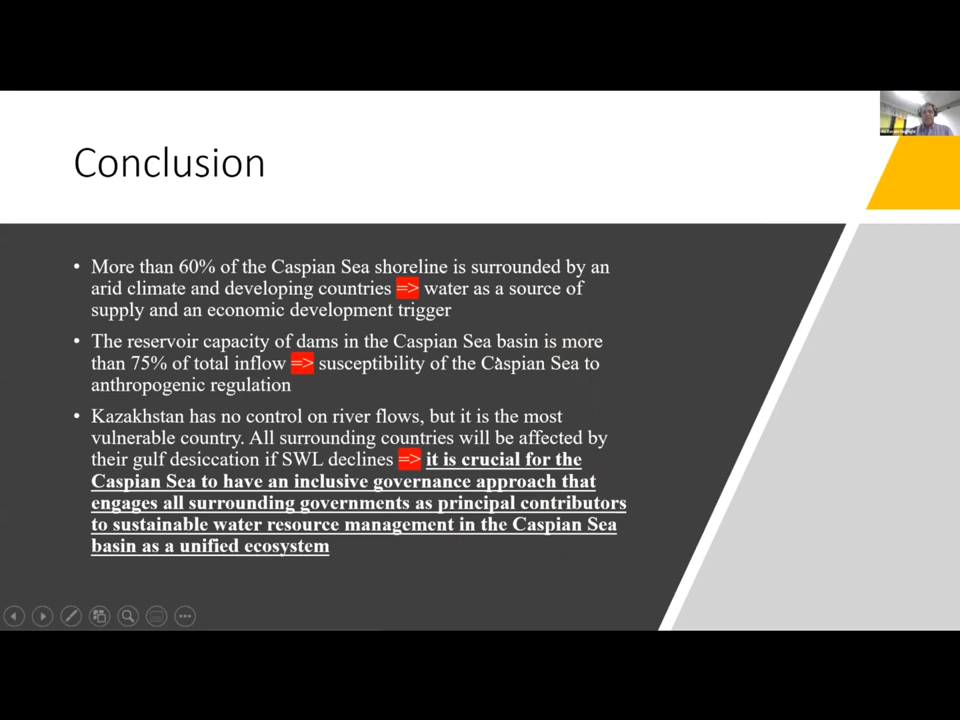 Conclusion
• More than 60% of the Caspian Sea shoreline is surrounded by an
arid climate and developing countries => water as a source of
supply and an economic development trigger
• The reservoir capacity of dams in the Caspian Sea basin is more
than 75% of total inflow => susceptibility of the Caspian Sea to
anthropogenic regulation
• Kazakhstan has no control on river flows, but it is the most
vulnerable country. All surrounding countries will be affected by
their gulf desiccation if SWL declines => it is crucial for the
Caspian Sea to have an inclusive governance approach that
engages all surrounding governments as principal contributors
to sustainable water resource management in the Caspian Sea
basin as a unified ecosystem